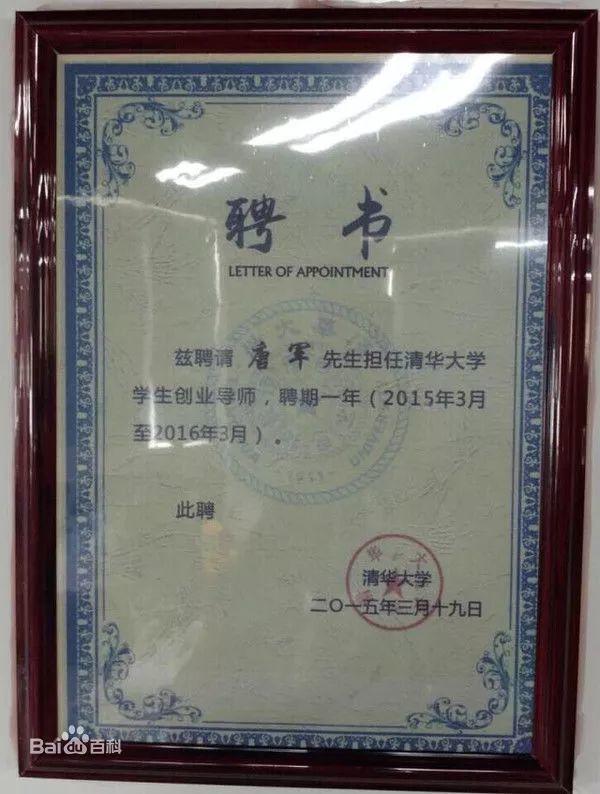 聘书
LETTER OF APPOINTMENT
兹聘请 唐军 先生担任清华大学
学生创业导师，聘期一年（2015年3月
至2016年3月）。
此聘
清华大学
二〇一五年三月十九日
Bai百科